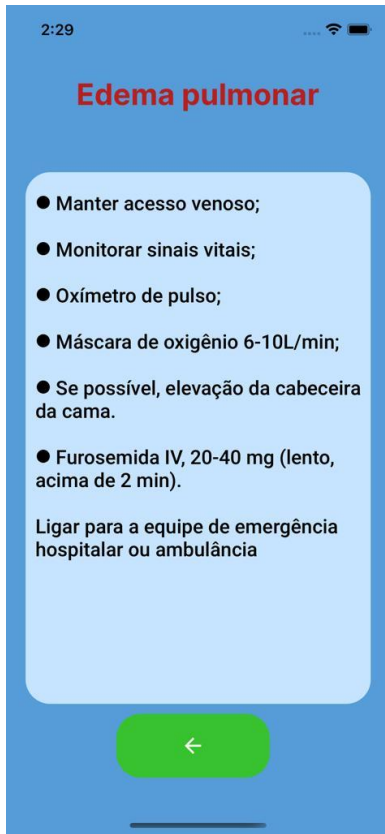 2:29
Edema pulmonar
● Manter acesso venoso;
● Monitorar sinais vitais;
● Oxímetro de pulso;
● Máscara de oxigênio 6-10L/min;
● Se possível, elevação da cabeceira
da cama.
● Furosemida IV, 20-40 mg (lento,
acima de 2 min).
Ligar para a equipe de emergência
hospitalar ou ambulância